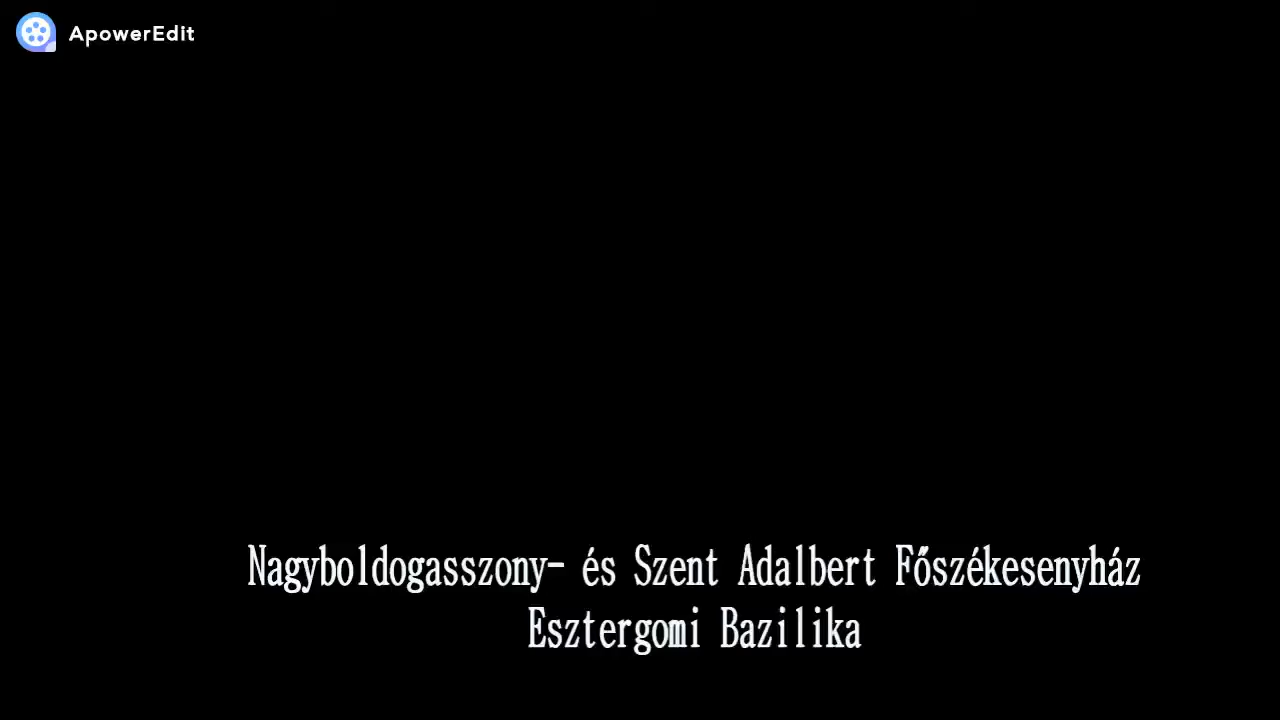 ApowerEdit
Nagyboldogasszony- és Szent Adalbert Főszékesenyház
Esztergomi Bazilika